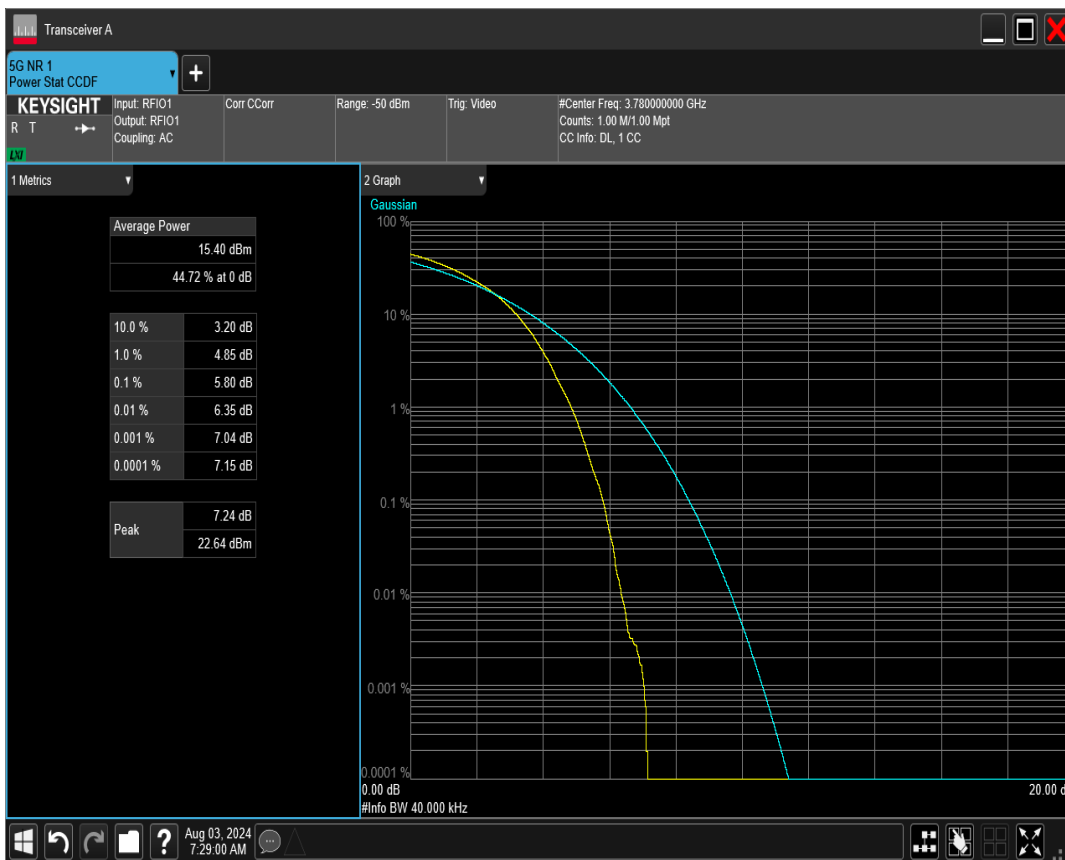 Transceiver A
5G NR 1
Power Stat CCDF
+
KEYSIGHT
R T
LXI
Input: RFIO1
Output: RFIO1
Coupling: AC
Corr CCorr
Range: -50 dBm
Trig: Video
#Center Freq: 3.780000000 GHz
Counts: 1.00 M/1.00 Mpt
CC Info: DL, 1 CC
1 Metrics
Average Power
15.40 dBm
44.72 % at 0 dB
10.0 % 3.20 dB
1.0 % 4.85 dB
0.1 % 5.80 dB
0.01 % 6.35 dB
0.001 % 7.04 dB
0.0001 % 7.15 dB
Peak
7.24 dB
22.64 dBm
2 Graph
Gaussian
100 %
10 %
1 %
0.1 %
0.01 %
0.001 %
0.0001 %
0.00 dB
20.00 d
#Info BW 40.000 kHz
?
Aug 03, 2024
7:29:00 AM